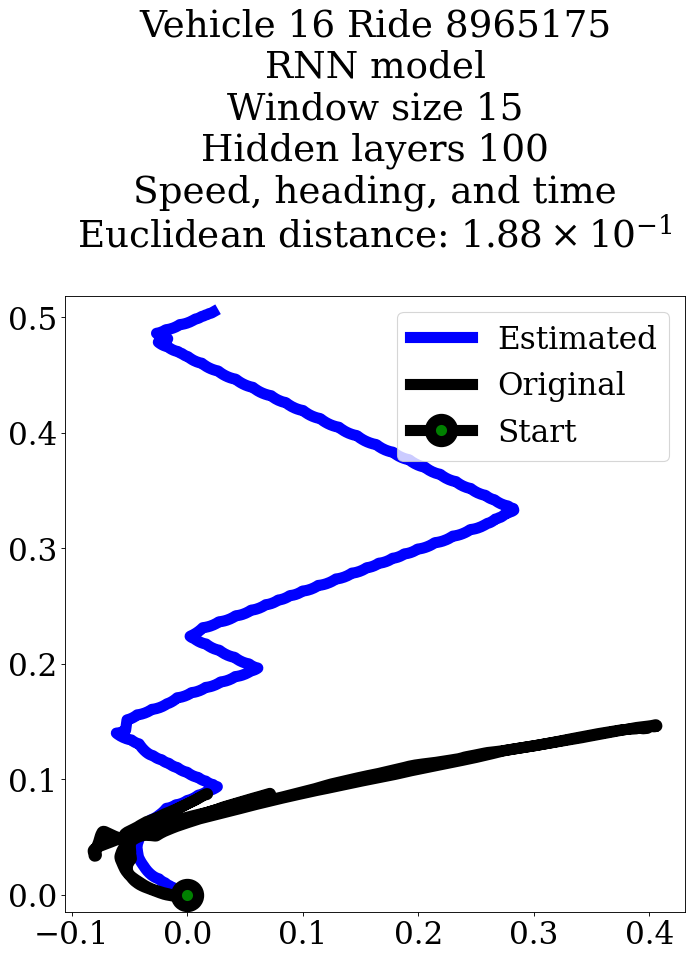 Vehicle 16 Ride 8965175
RNN model
Window size 15
Hidden layers 100
Speed, heading, and time
Euclidean distance: 1.88 × 10⁻¹
0.5
0.4
0.3
0.2
0.1
0.0
Estimated
Original
Start
−0.1 0.0 0.1 0.2 0.3 0.4